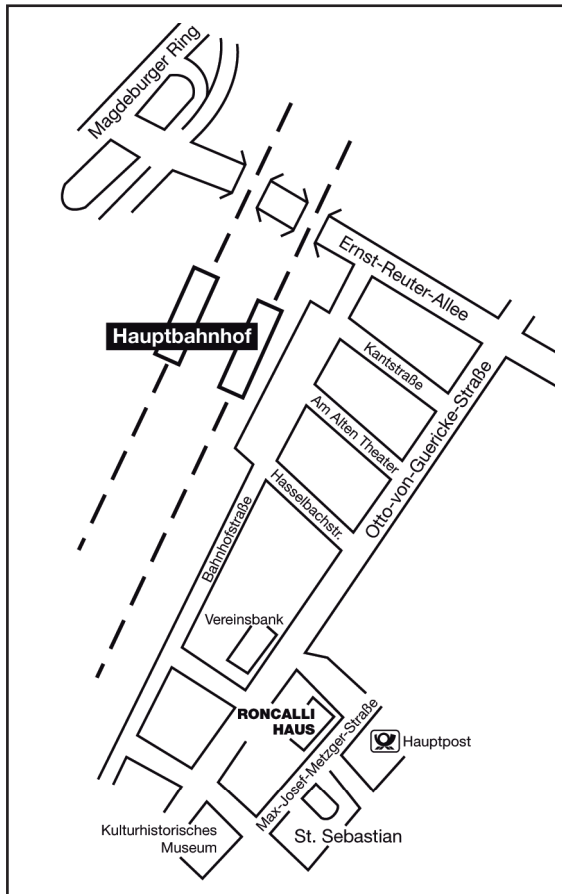 Magdeburger Ring
Ernst-Reuter-Allee
Hauptbahnhof
Kantstraße
Am Alten Theater
Otto-von-Guericke-Straße
Hasselbachstr.
Bahnhofstraße
Vereinsbank
RONCALLI
HAUS
Max-Josef-Metzger-Straße
Hauptpost
Kulturhistorisches
Museum
St. Sebastian